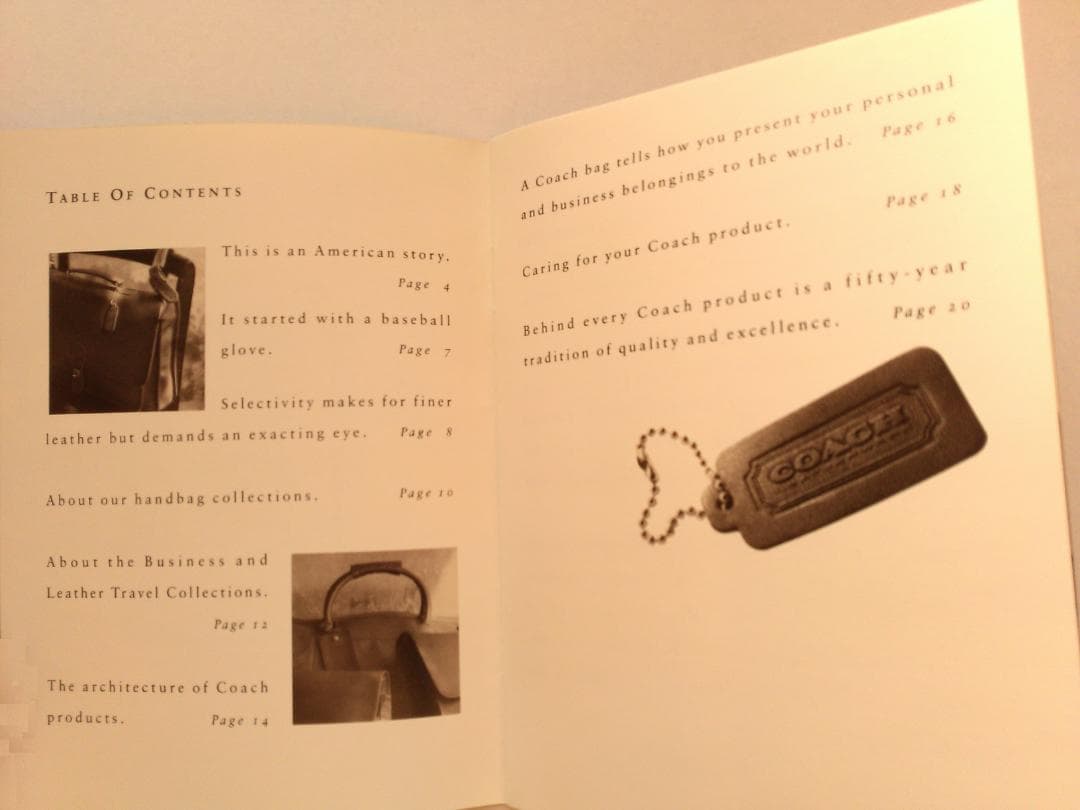 TABLE OF CONTENTS
This is an American story.
Page 4
It started with a baseball
glove. Page 7
Selectivity makes for finer
leather but demands an exacting eye. Page 8
About our handbag collections. Page 10
About the Business and
Leather Travel Collections.
Page 12
The architecture of Coach
products. Page 14
A Coach bag tells how you present your personal
and business belongings to the world. Page 16
Caring for your Coach product. Page 18
Behind every Coach product is a fifty-year
tradition of quality and excellence. Page 20
COACH